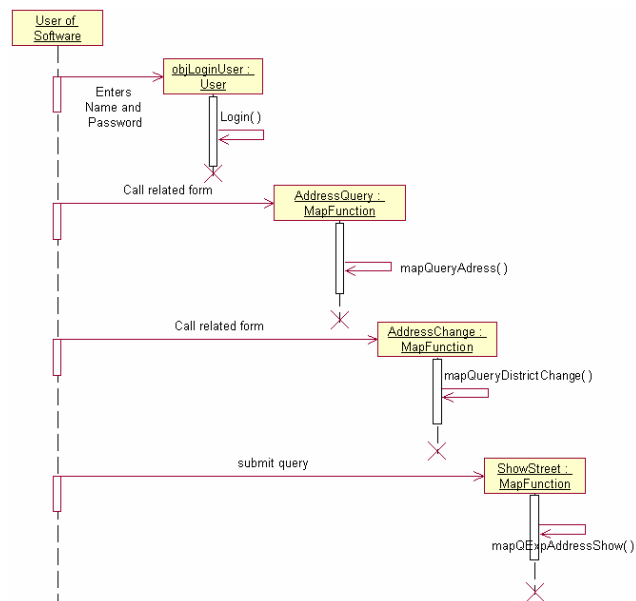 User of
Software
objLoginUser :
User
Enters
Name and
Password
Login( )
Call related form
AddressQuery :
MapFunction
mapQueryAdress( )
Call related form
AddressChange :
MapFunction
mapQueryDistrictChange( )
submit query
ShowStreet :
MapFunction
mapQExpAddressShow( )